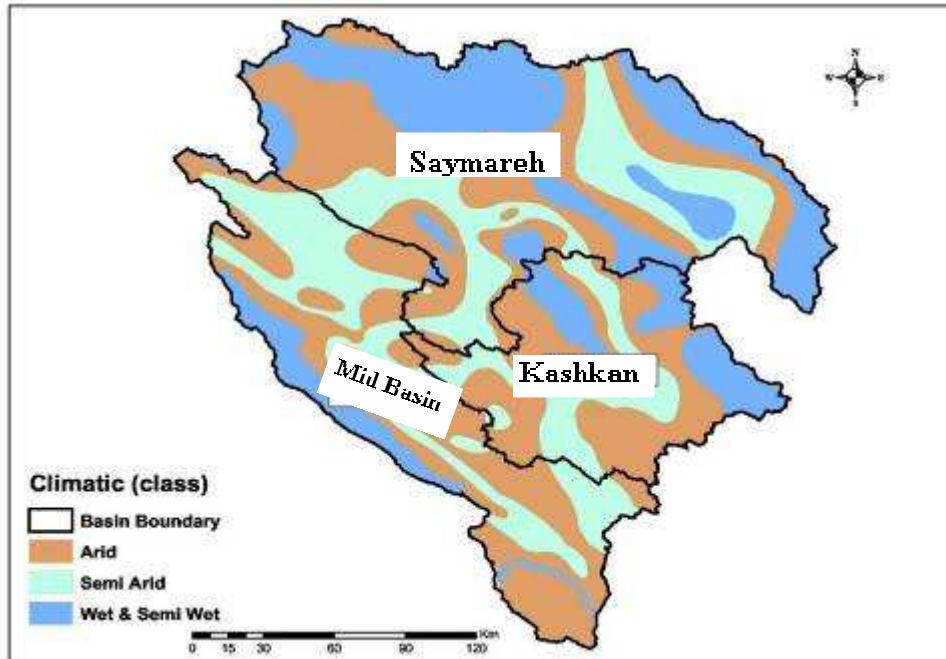 N
W E
S
Saymareh
Kashkan
Mid Basin
Climatic (class)
Basin Boundary
Arid
Semi Arid
Wet & Semi Wet
Km
0 15 30 60 90 120